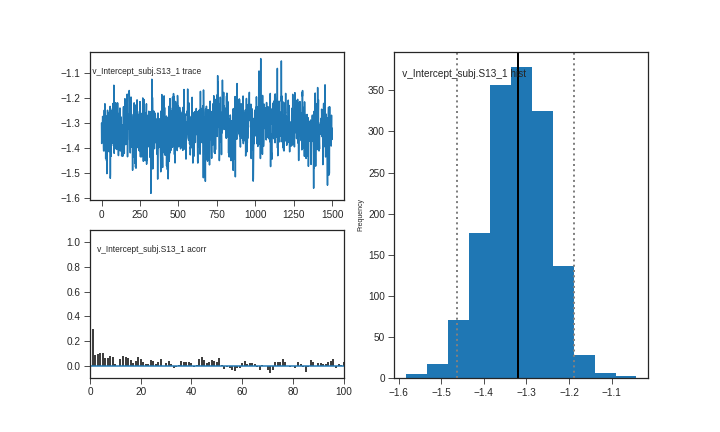 v_Intercept_subj.S13_1 trace
−1.1
−1.2
−1.3
−1.4
−1.5
−1.6
0 250 500 750 1000 1250 1500
v_Intercept_subj.S13_1 acorr
1.0
0.8
0.6
0.4
0.2
0.0
0 20 40 60 80 100
v_Intercept_subj.S13_1 hist
Frequency
350
300
250
200
150
100
50
0
−1.6 −1.5 −1.4 −1.3 −1.2 −1.1